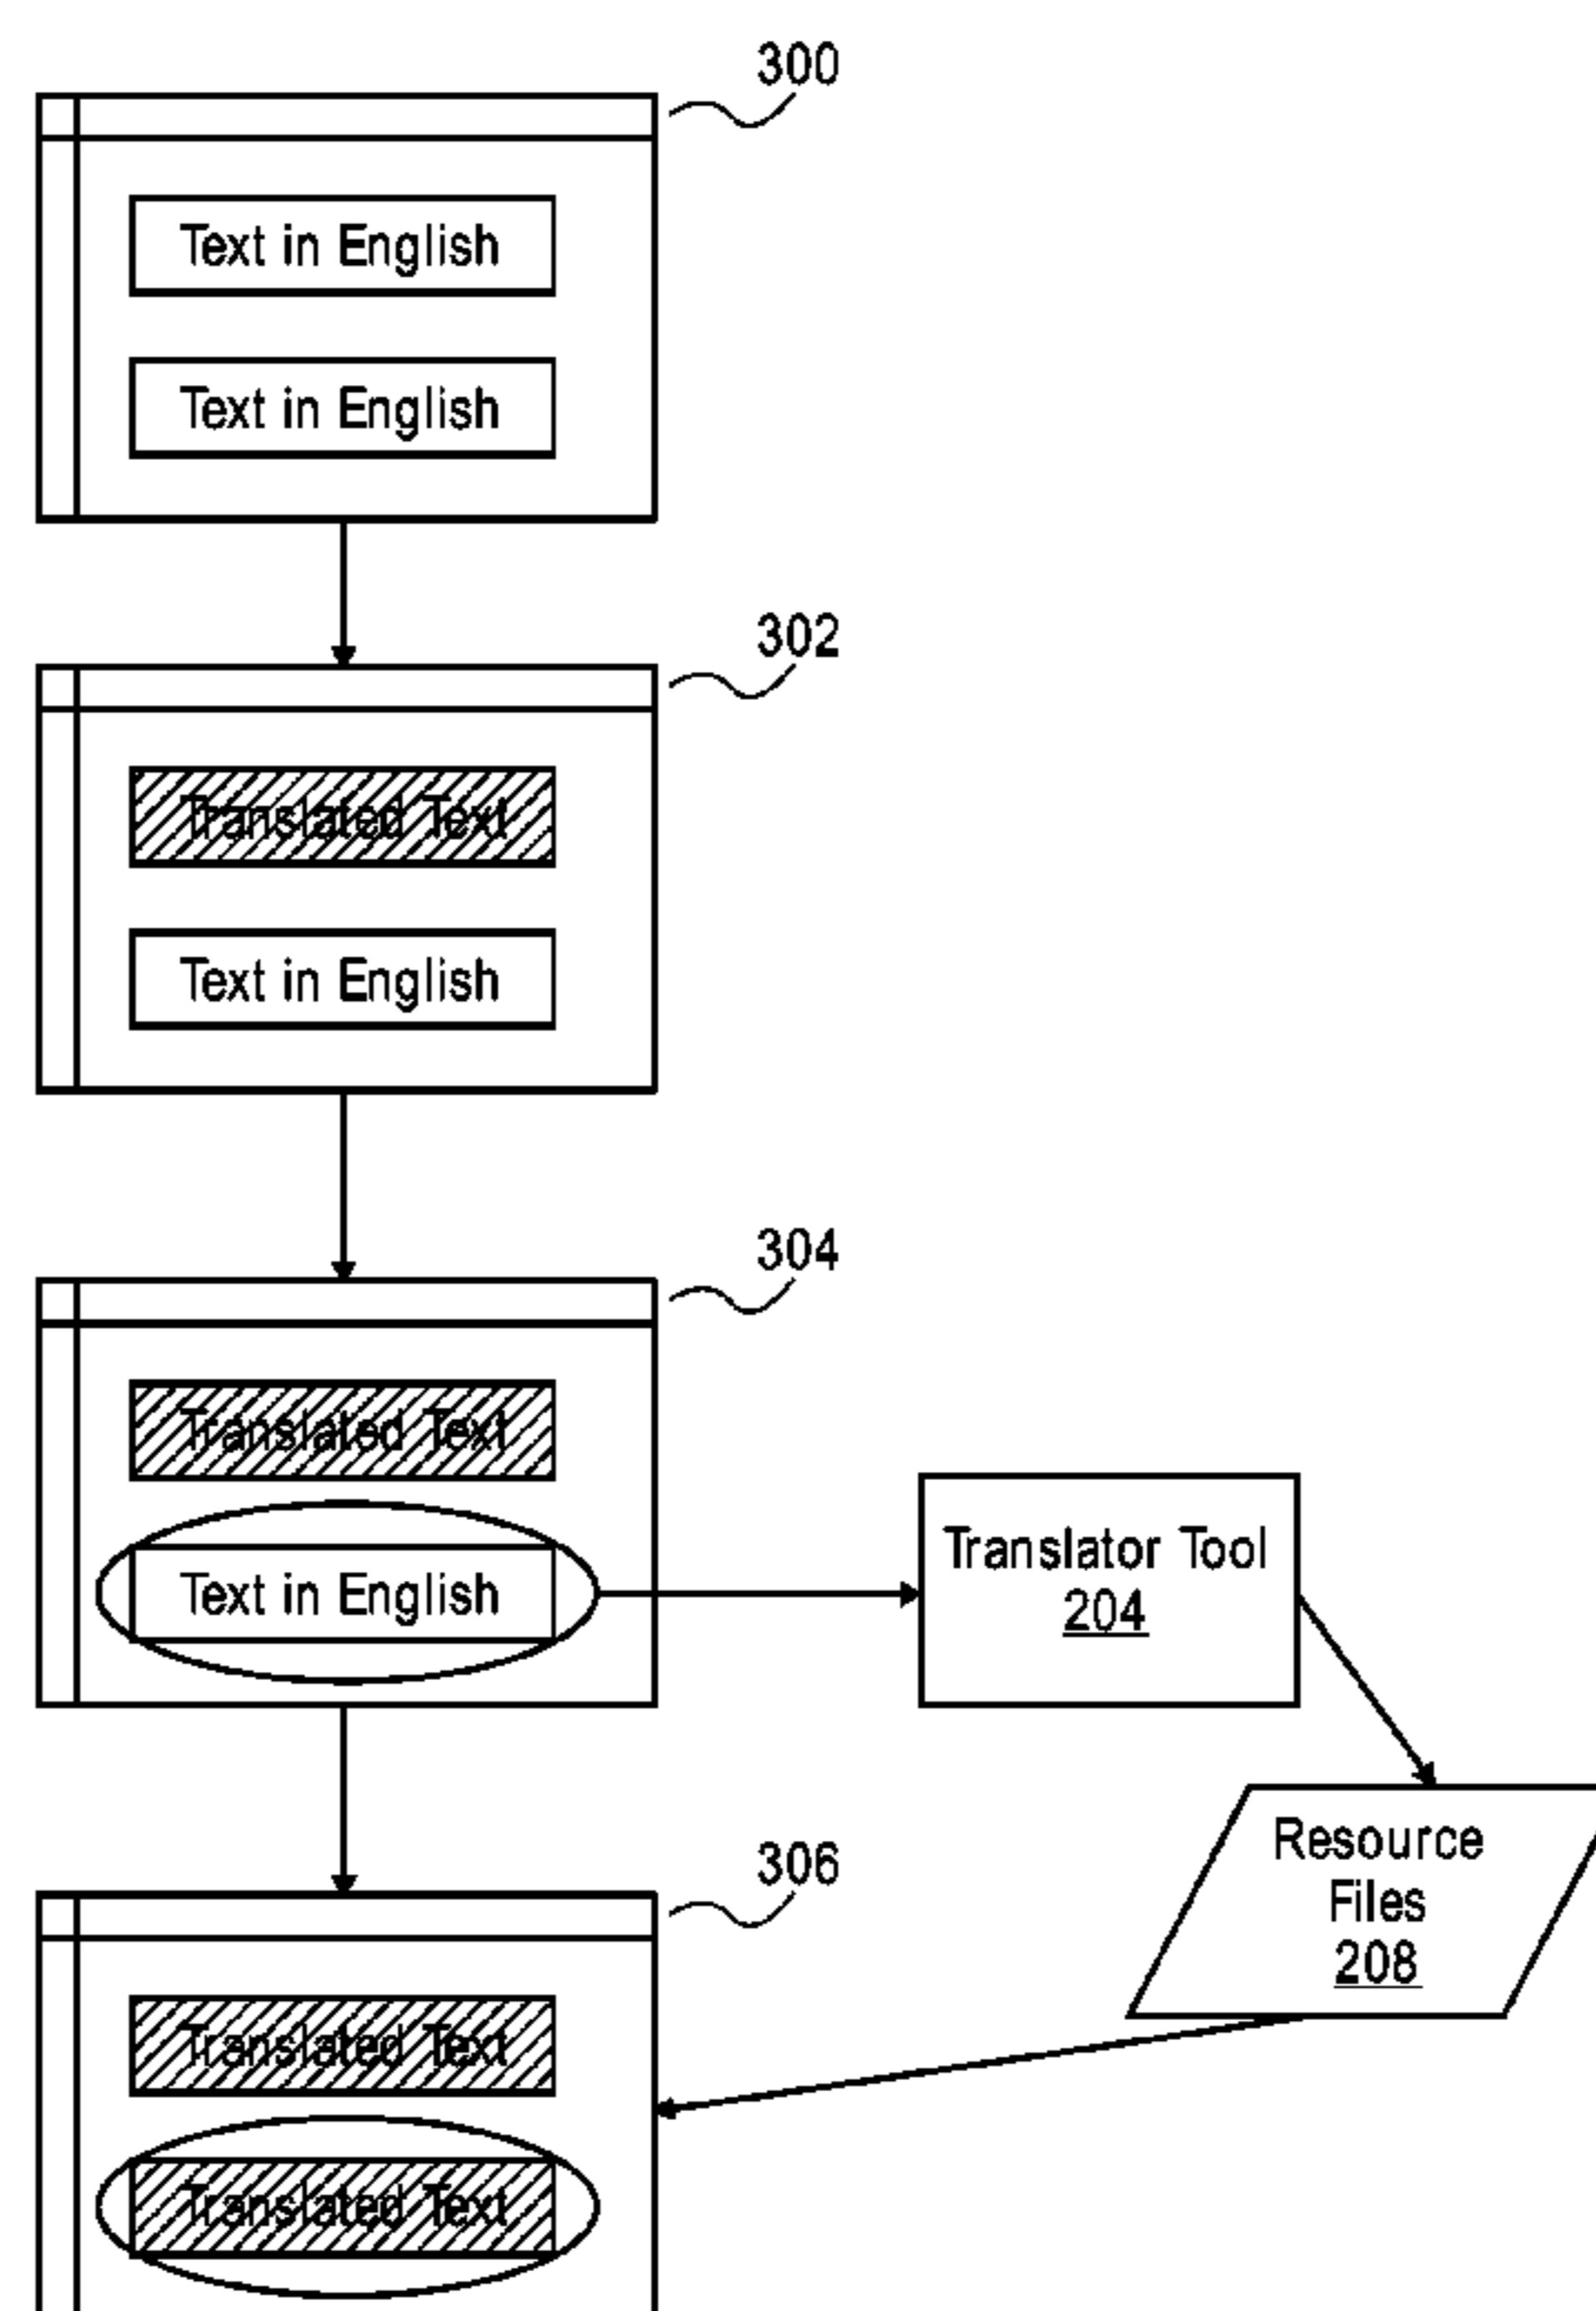 300
Text in English
Text in English
302
Translated Text
Text in English
304
Translated Text
Text in English
Translator Tool
204
Resource
Files
208
306
Translated Text
Translated Text